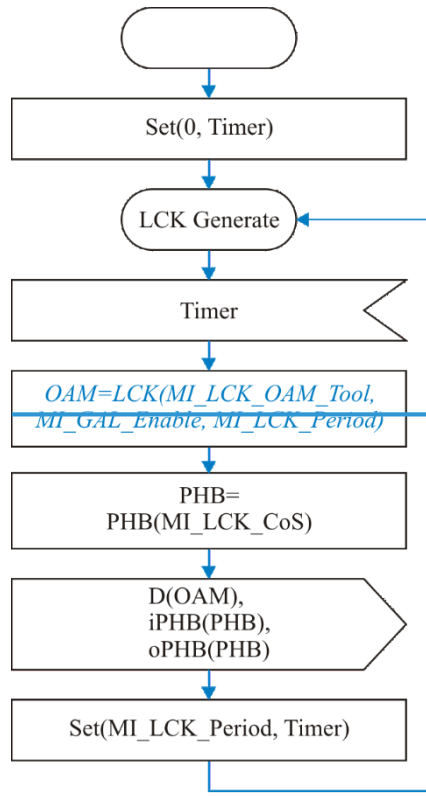 Set(0, Timer)
LCK Generate
Timer
OAM=LCK(MI_LCK_OAM_Tool,
MI_GAL_Enable, MI_LCK_Period)
PHB=
PHB(MI_LCK_CoS)
D(OAM),
iPHB(PHB),
oPHB(PHB)
Set(MI_LCK_Period, Timer)